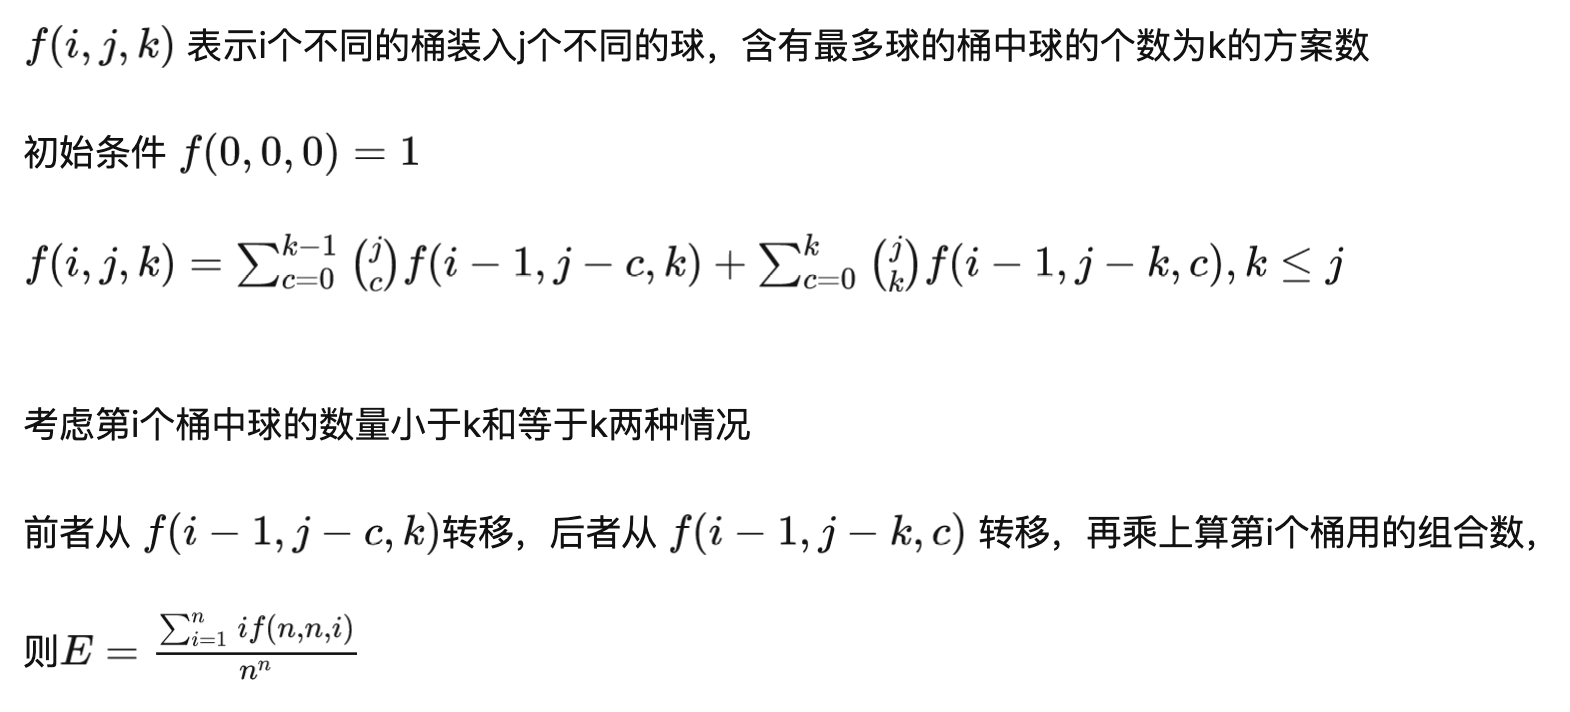 f(i, j, k) 表示i个不同的桶装入j个不同的球，含有最多球的桶中球的个数为k的方案数
初始条件 f(0, 0, 0) = 1
f(i, j, k) = \sum_{c=0}^{k-1} \binom{j}{c} f(i − 1, j − c, k) + \sum_{c=0}^{k} \binom{j}{k} f(i − 1, j − k, c), k ≤ j
考虑第i个桶中球的数量小于k和等于k两种情况
前者从 f(i − 1, j − c, k)转移，后者从 f(i − 1, j − k, c) 转移，再乘上算第i个桶用的组合数，
则E = \frac{\sum_{i=1}^{n} if(n,n,i)}{n^n}